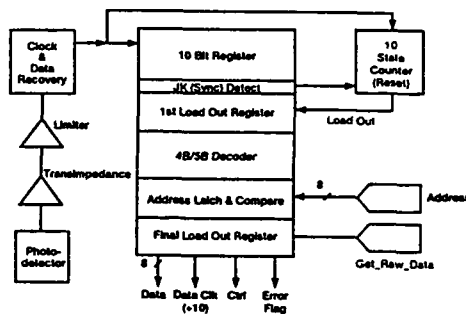 Clock
&
Data
Recovery
10 Bit Register
10
State
Counter
(Reset)
JK (Sync) Detect
1st Load Out Register
Load Out
Limiter
4B/5B Decoder
TransImpedance
8
Address Latch & Compare
Address
Photo-
detector
Final Load Out Register
Get_Raw_Data
8
Data
Data Clk
(÷10)
Ctrl
Error
Flag